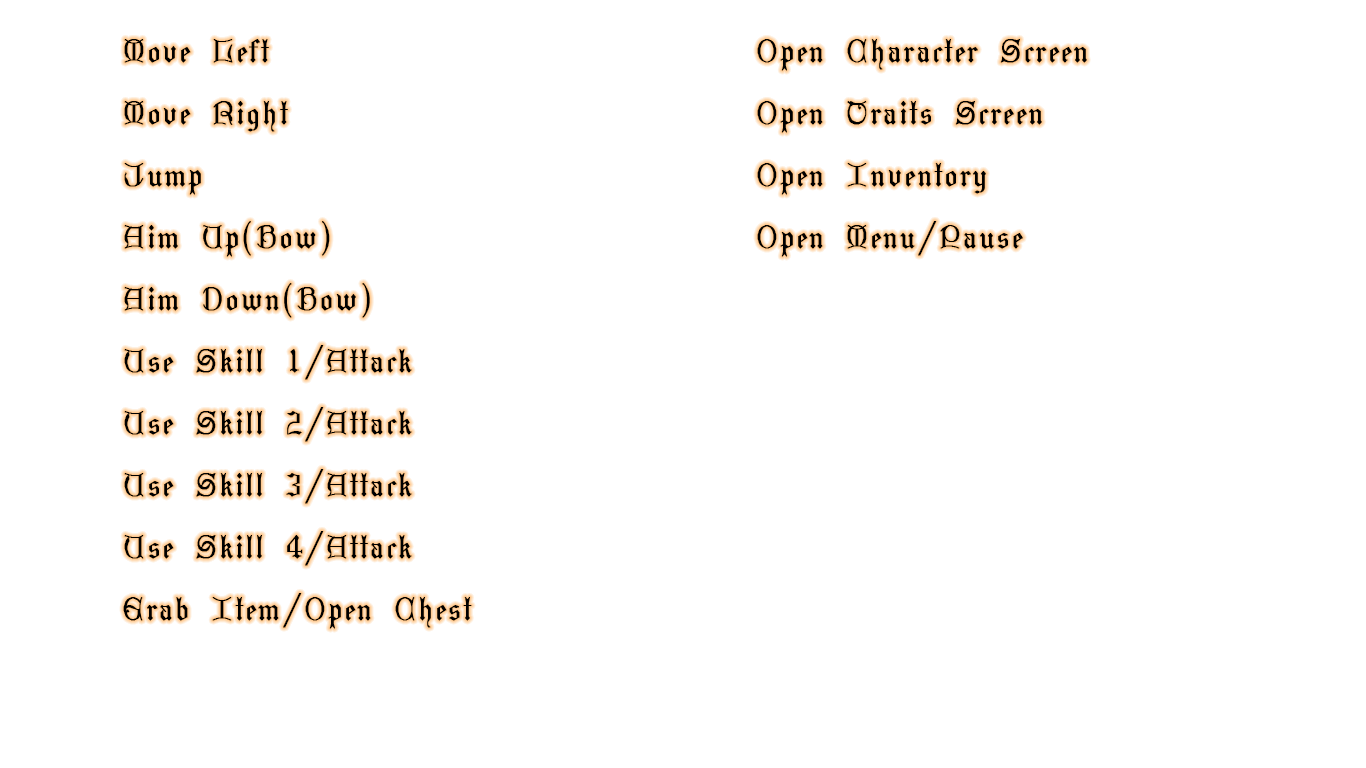 Move Left
Move Right
Jump
Aim Up(Bow)
Aim Down(Bow)
Use Skill 1/Attack
Use Skill 2/Attack
Use Skill 3/Attack
Use Skill 4/Attack
Grab Item/Open Chest
Open Character Screen
Open Traits Screen
Open Inventory
Open Menu/Pause